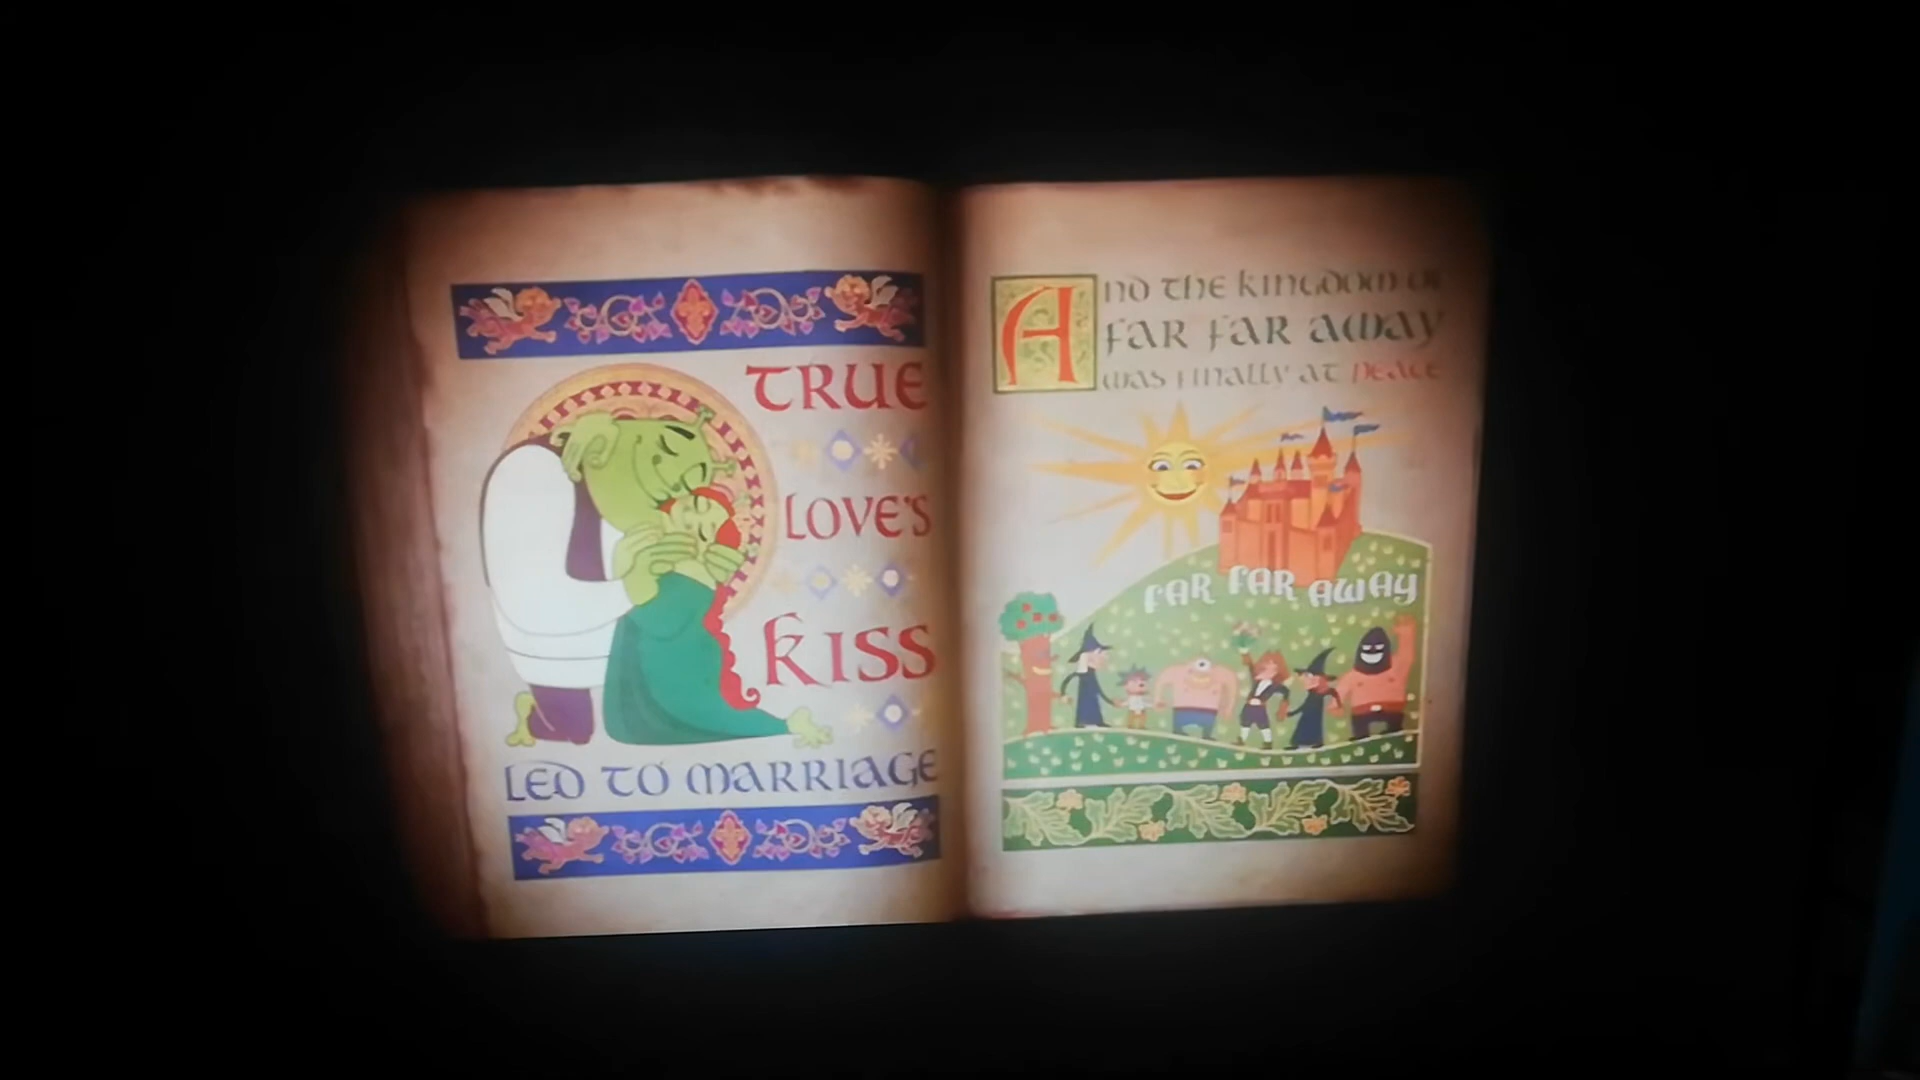 TRUE
LOVE'S
KISS
LED TO MARRIAGE
AND THE KINGDOM OF
FAR FAR AWAY
WAS FINALLY AT PEACE
FAR FAR AWAY